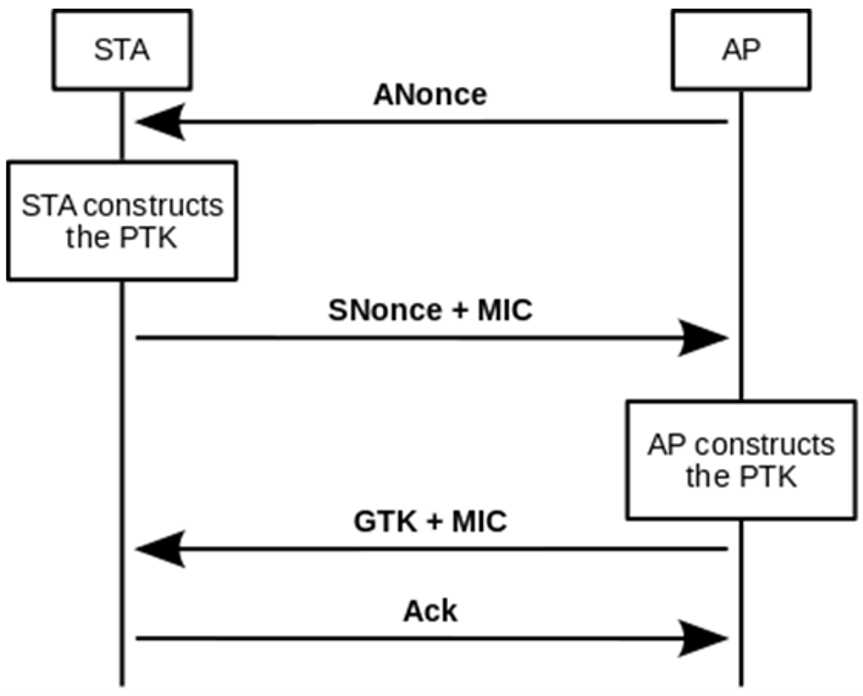 STA
AP
ANonce
STA constructs
the PTK
SNonce + MIC
AP constructs
the PTK
GTK + MIC
Ack